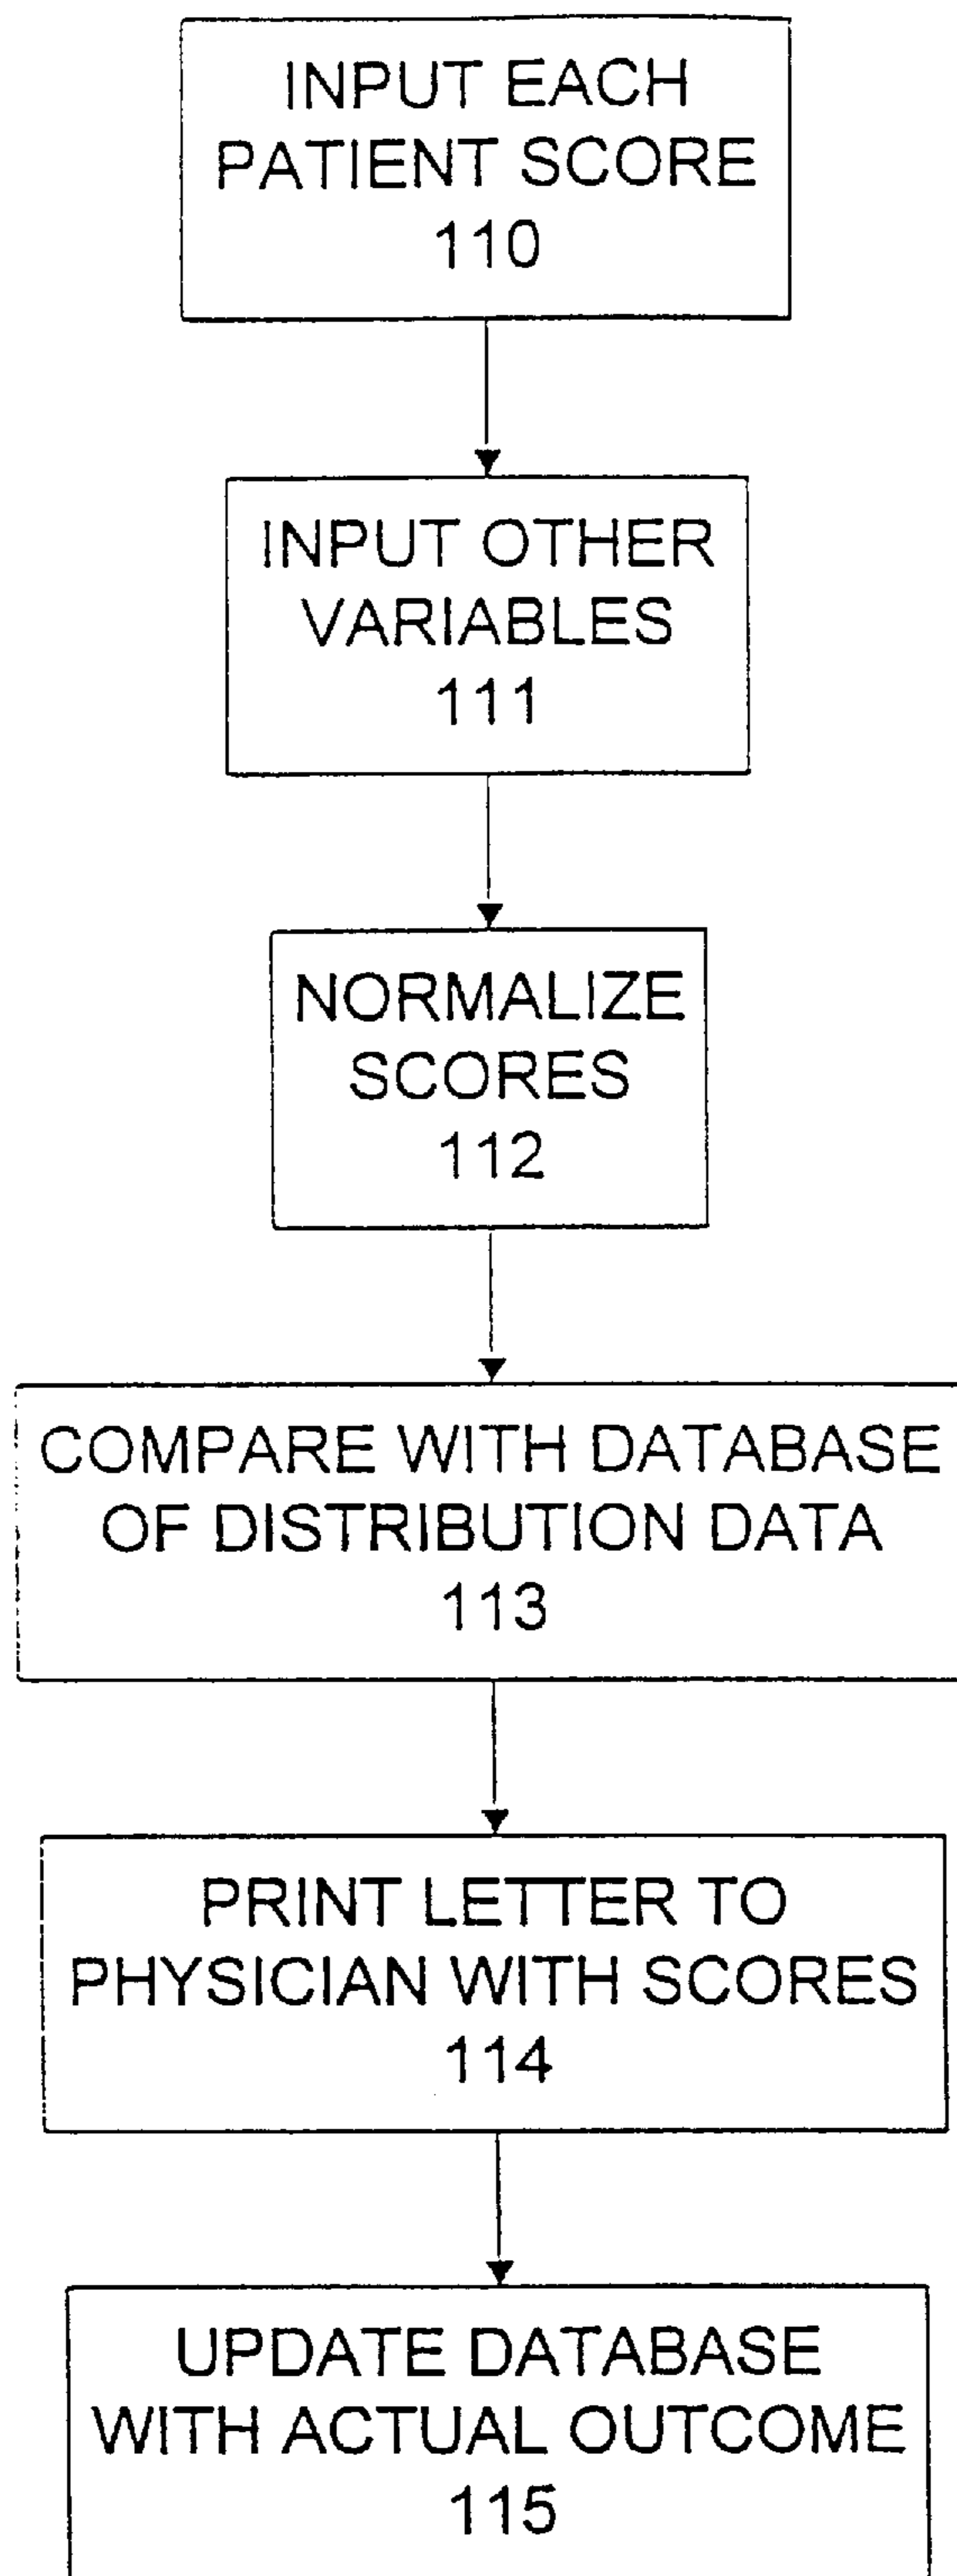 INPUT EACH
PATIENT SCORE
110
INPUT OTHER
VARIABLES
111
NORMALIZE
SCORES
112
COMPARE WITH DATABASE
OF DISTRIBUTION DATA
113
PRINT LETTER TO
PHYSICIAN WITH SCORES
114
UPDATE DATABASE
WITH ACTUAL OUTCOME
115